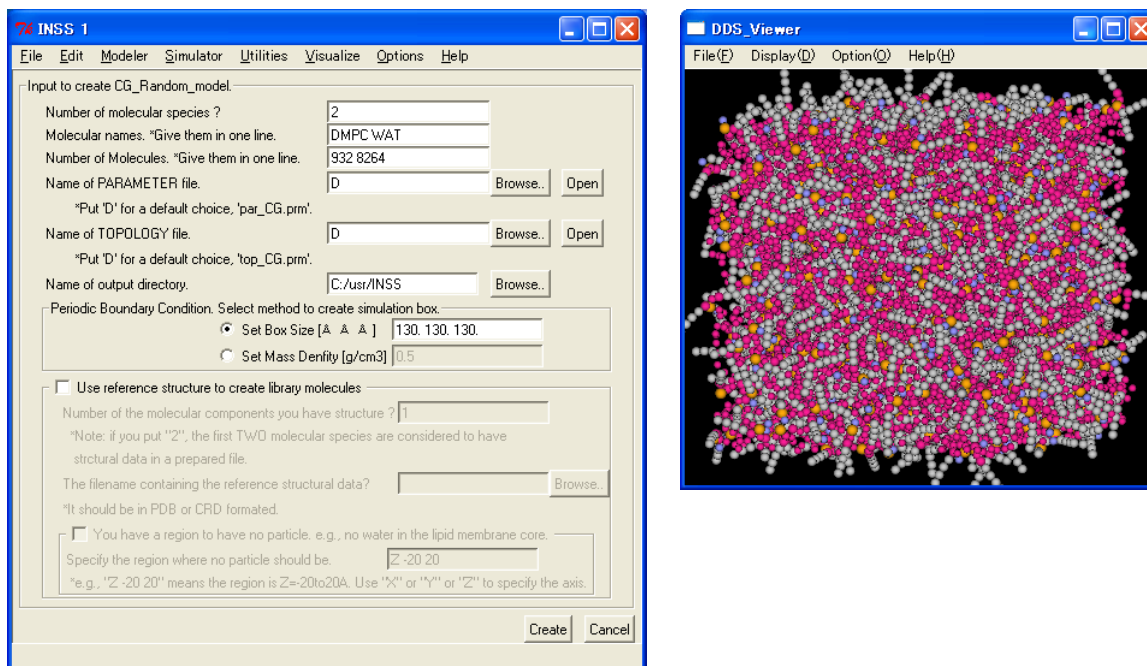 INSS 1
File Edit Modeler Simulator Utilities Visualize Options Help
Input to create CG_Random_model.
Number of molecular species ? 2
Molecular names. *Give them in one line. DMPC WAT
Number of Molecules. *Give them in one line. 932 8264
Name of PARAMETER file. D Browse.. Open
*Put 'D' for a default choice, 'par_CG.prm'.
Name of TOPOLOGY file. D Browse.. Open
*Put 'D' for a default choice, 'top_CG.prm'.
Name of output directory. C:/usr/INSS Browse..
Periodic Boundary Condition. Select method to create simulation box.
Set Box Size [A A A ] 130. 130. 130.
Set Mass Denfity [g/cm3] 0.5
Use reference structure to create library molecules
Number of the molecular components you have structure ? 1
*Note: if you put "2", the first TWO molecular species are considered to have
strctural data in a prepared file.
The filename containing the reference structural data? Browse..
*It should be in PDB or CRD formated.
You have a region to have no particle. e.g., no water in the lipid membrane core.
Specify the region where no particle should be. Z -20 20
*e.g., "Z -20 20" means the region is Z=-20to20A. Use "X" or "Y" or "Z" to specify the axis.
Create Cancel
DDS_Viewer
File(F) Display(D) Option(O) Help(H)